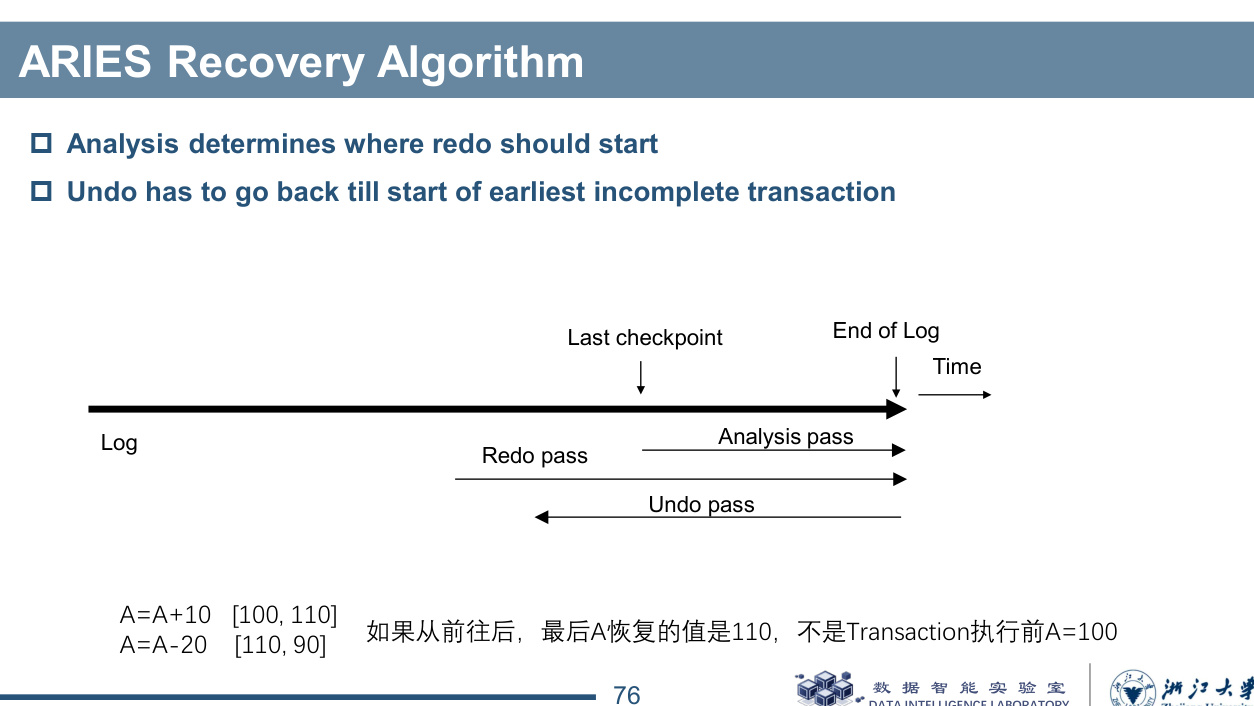 ARIES Recovery Algorithm
Analysis determines where redo should start
Undo has to go back till start of earliest incomplete transaction
Last checkpoint
End of Log
Time
Log
Analysis pass
Redo pass
Undo pass
A=A+10 [100, 110]
A=A-20 [110, 90]
如果从前往后，最后A恢复的值是110，不是Transaction执行前A=100
76
数据智能实验室
DATA INTELLIGENCE LABORATORY
浙江大学